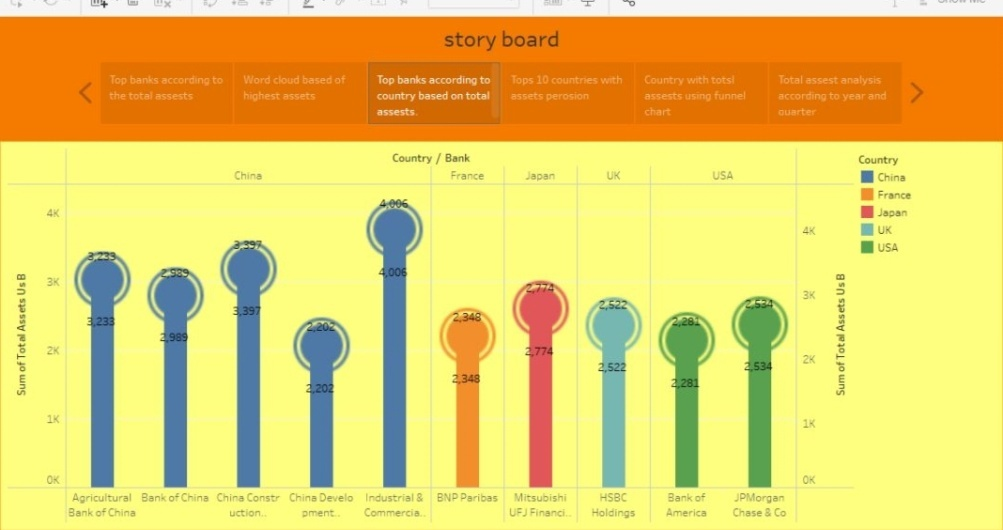 story board
Top banks according to
the total assests
Word cloud based of
highest assets
Top banks according to
country based on total
assests.
Tops 10 countries with
assets perosion
Country with totsl
assests using funnel
chart
Total assest analysis
according to year and
Country / Bank
China France Japan UK USA
Country
China
France
Japan
UK
USA
Sum of Total Assets Us B
4K
3K
2K
1K
0K
3,233
3,233
2,989
2,989
3,397
3,397
2,202
2,202
4,006
4,006
2,348
2,348
2,774
2,774
2,522
2,522
2,281
2,281
2,534
2,534
4K
3K
2K
1K
0K
Sum of Total Assets Us B
Agricultural
Bank of China
Bank of China
China Constr
uction..
China Develo
pment..
Industrial &
Commercia..
BNP Paribas
Mitsubishi
UFJ Financi..
HSBC
Holdings
Bank of
America
JPMorgan
Chase & Co